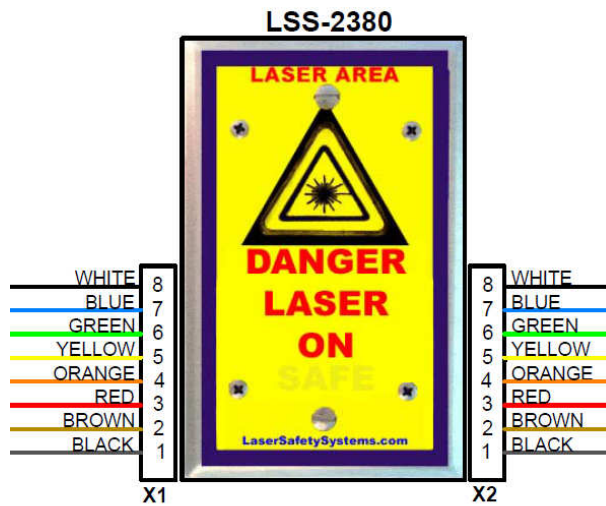 LSS-2380
LASER AREA
DANGER
LASER
ON
SAFE
LaserSafetySystems.com
WHITE 8
BLUE 7
GREEN 6
YELLOW 5
ORANGE 4
RED 3
BROWN 2
BLACK 1
X1
8 WHITE
7 BLUE
6 GREEN
5 YELLOW
4 ORANGE
3 RED
2 BROWN
1 BLACK
X2